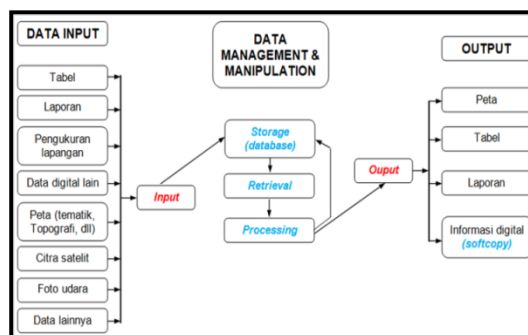 DATA INPUT
Tabel
Laporan
Pengukuran
lapangan
Data digital lain
Peta (tematik,
Topografi, dll)
Citra satelit
Foto udara
Data lainnya
Input
DATA
MANAGEMENT &
MANIPULATION
Storage
(database)
Retrieval
Processing
Ouput
OUTPUT
Peta
Tabel
Laporan
Informasi digital
(softcopy)